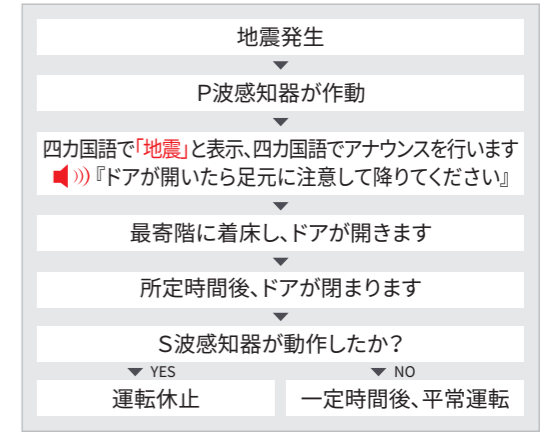 地震発生
P波感知器が作動
四カ国語で「地震」と表示、四カ国語でアナウンスを行います
『ドアが開いたら足元に注意して降りてください』
最寄階に着床し、ドアが開きます
所定時間後、ドアが閉まります
S波感知器が動作したか？
YES NO
運転休止 一定時間後、平常運転